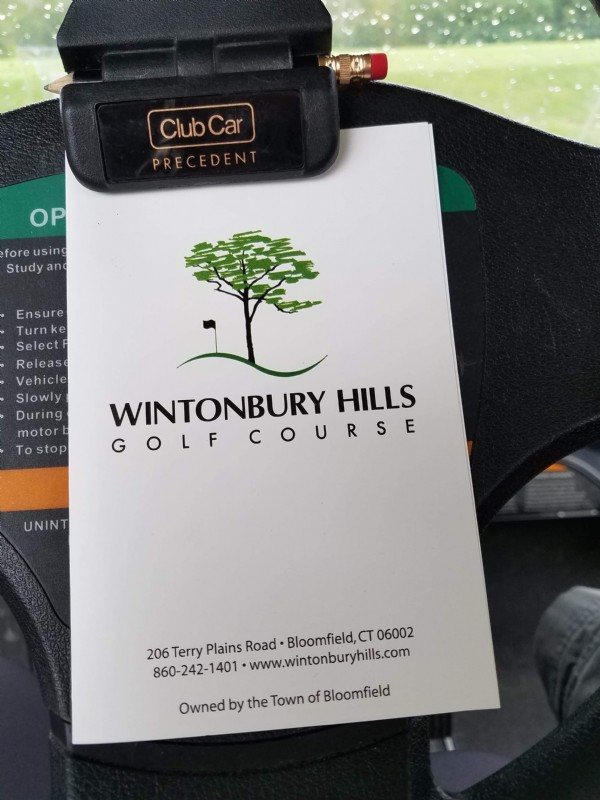 Club Car
PRECEDENT
OP
efore using
Study and
Ensure
Turn ke
Select F
Release
Vehicle
Slowly
During
motor b
To stop
UNINT
WINTONBURY HILLS
GOLF COURSE
206 Terry Plains Road • Bloomfield, CT 06002
860-242-1401 • www.wintonburyhills.com
Owned by the Town of Bloomfield